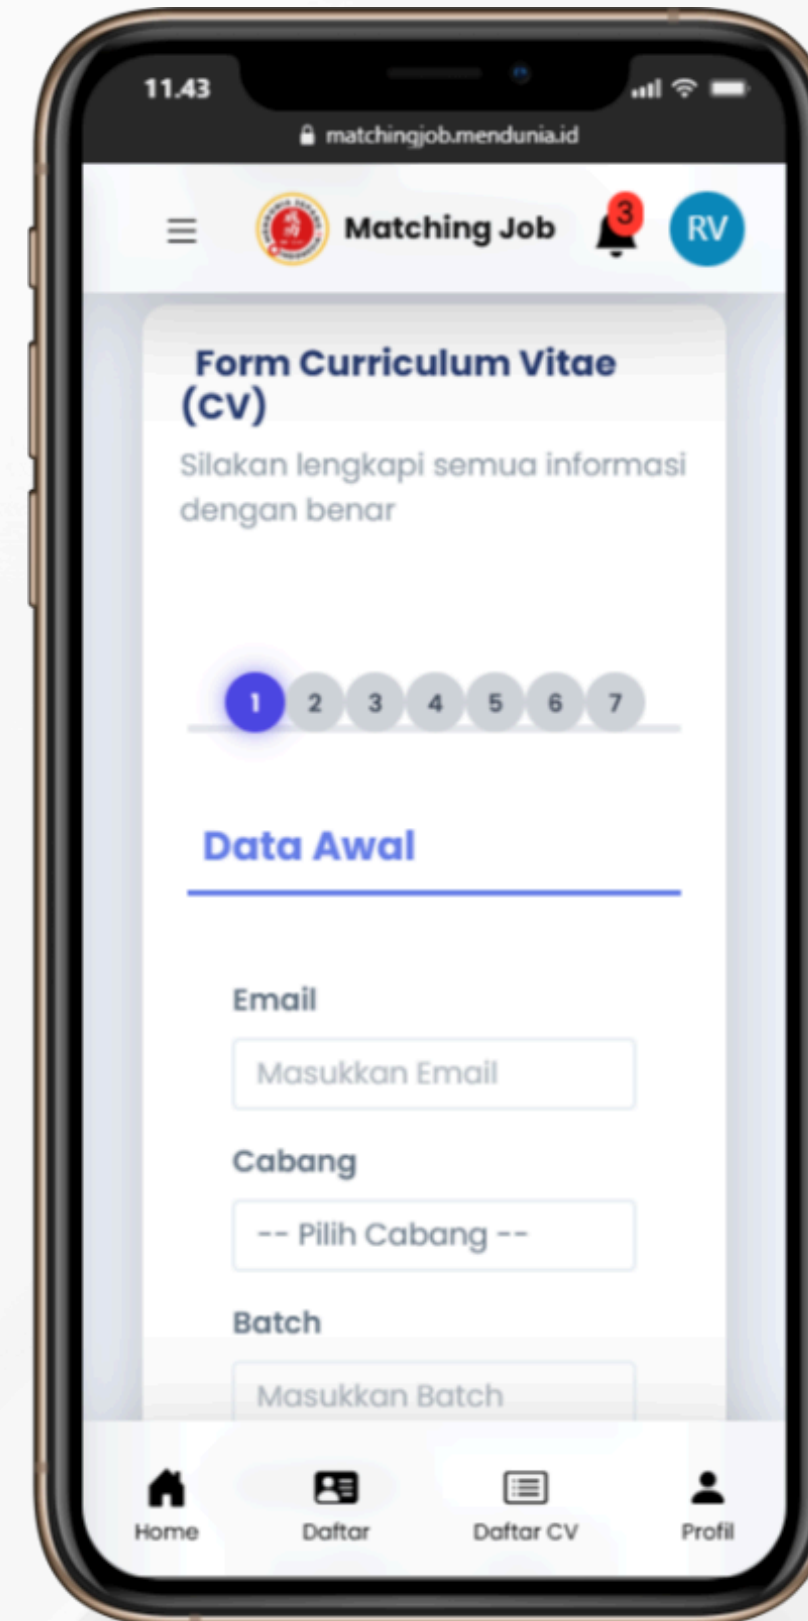 11.43
matchingjob.mendunia.id
Matching Job
3
RV
Form Curriculum Vitae
(CV)
Silakan lengkapi semua informasi
dengan benar
1 2 3 4 5 6 7
Data Awal
Email
Masukkan Email
Cabang
-- Pilih Cabang --
Batch
Masukkan Batch
Home Daftar Daftar CV Profil